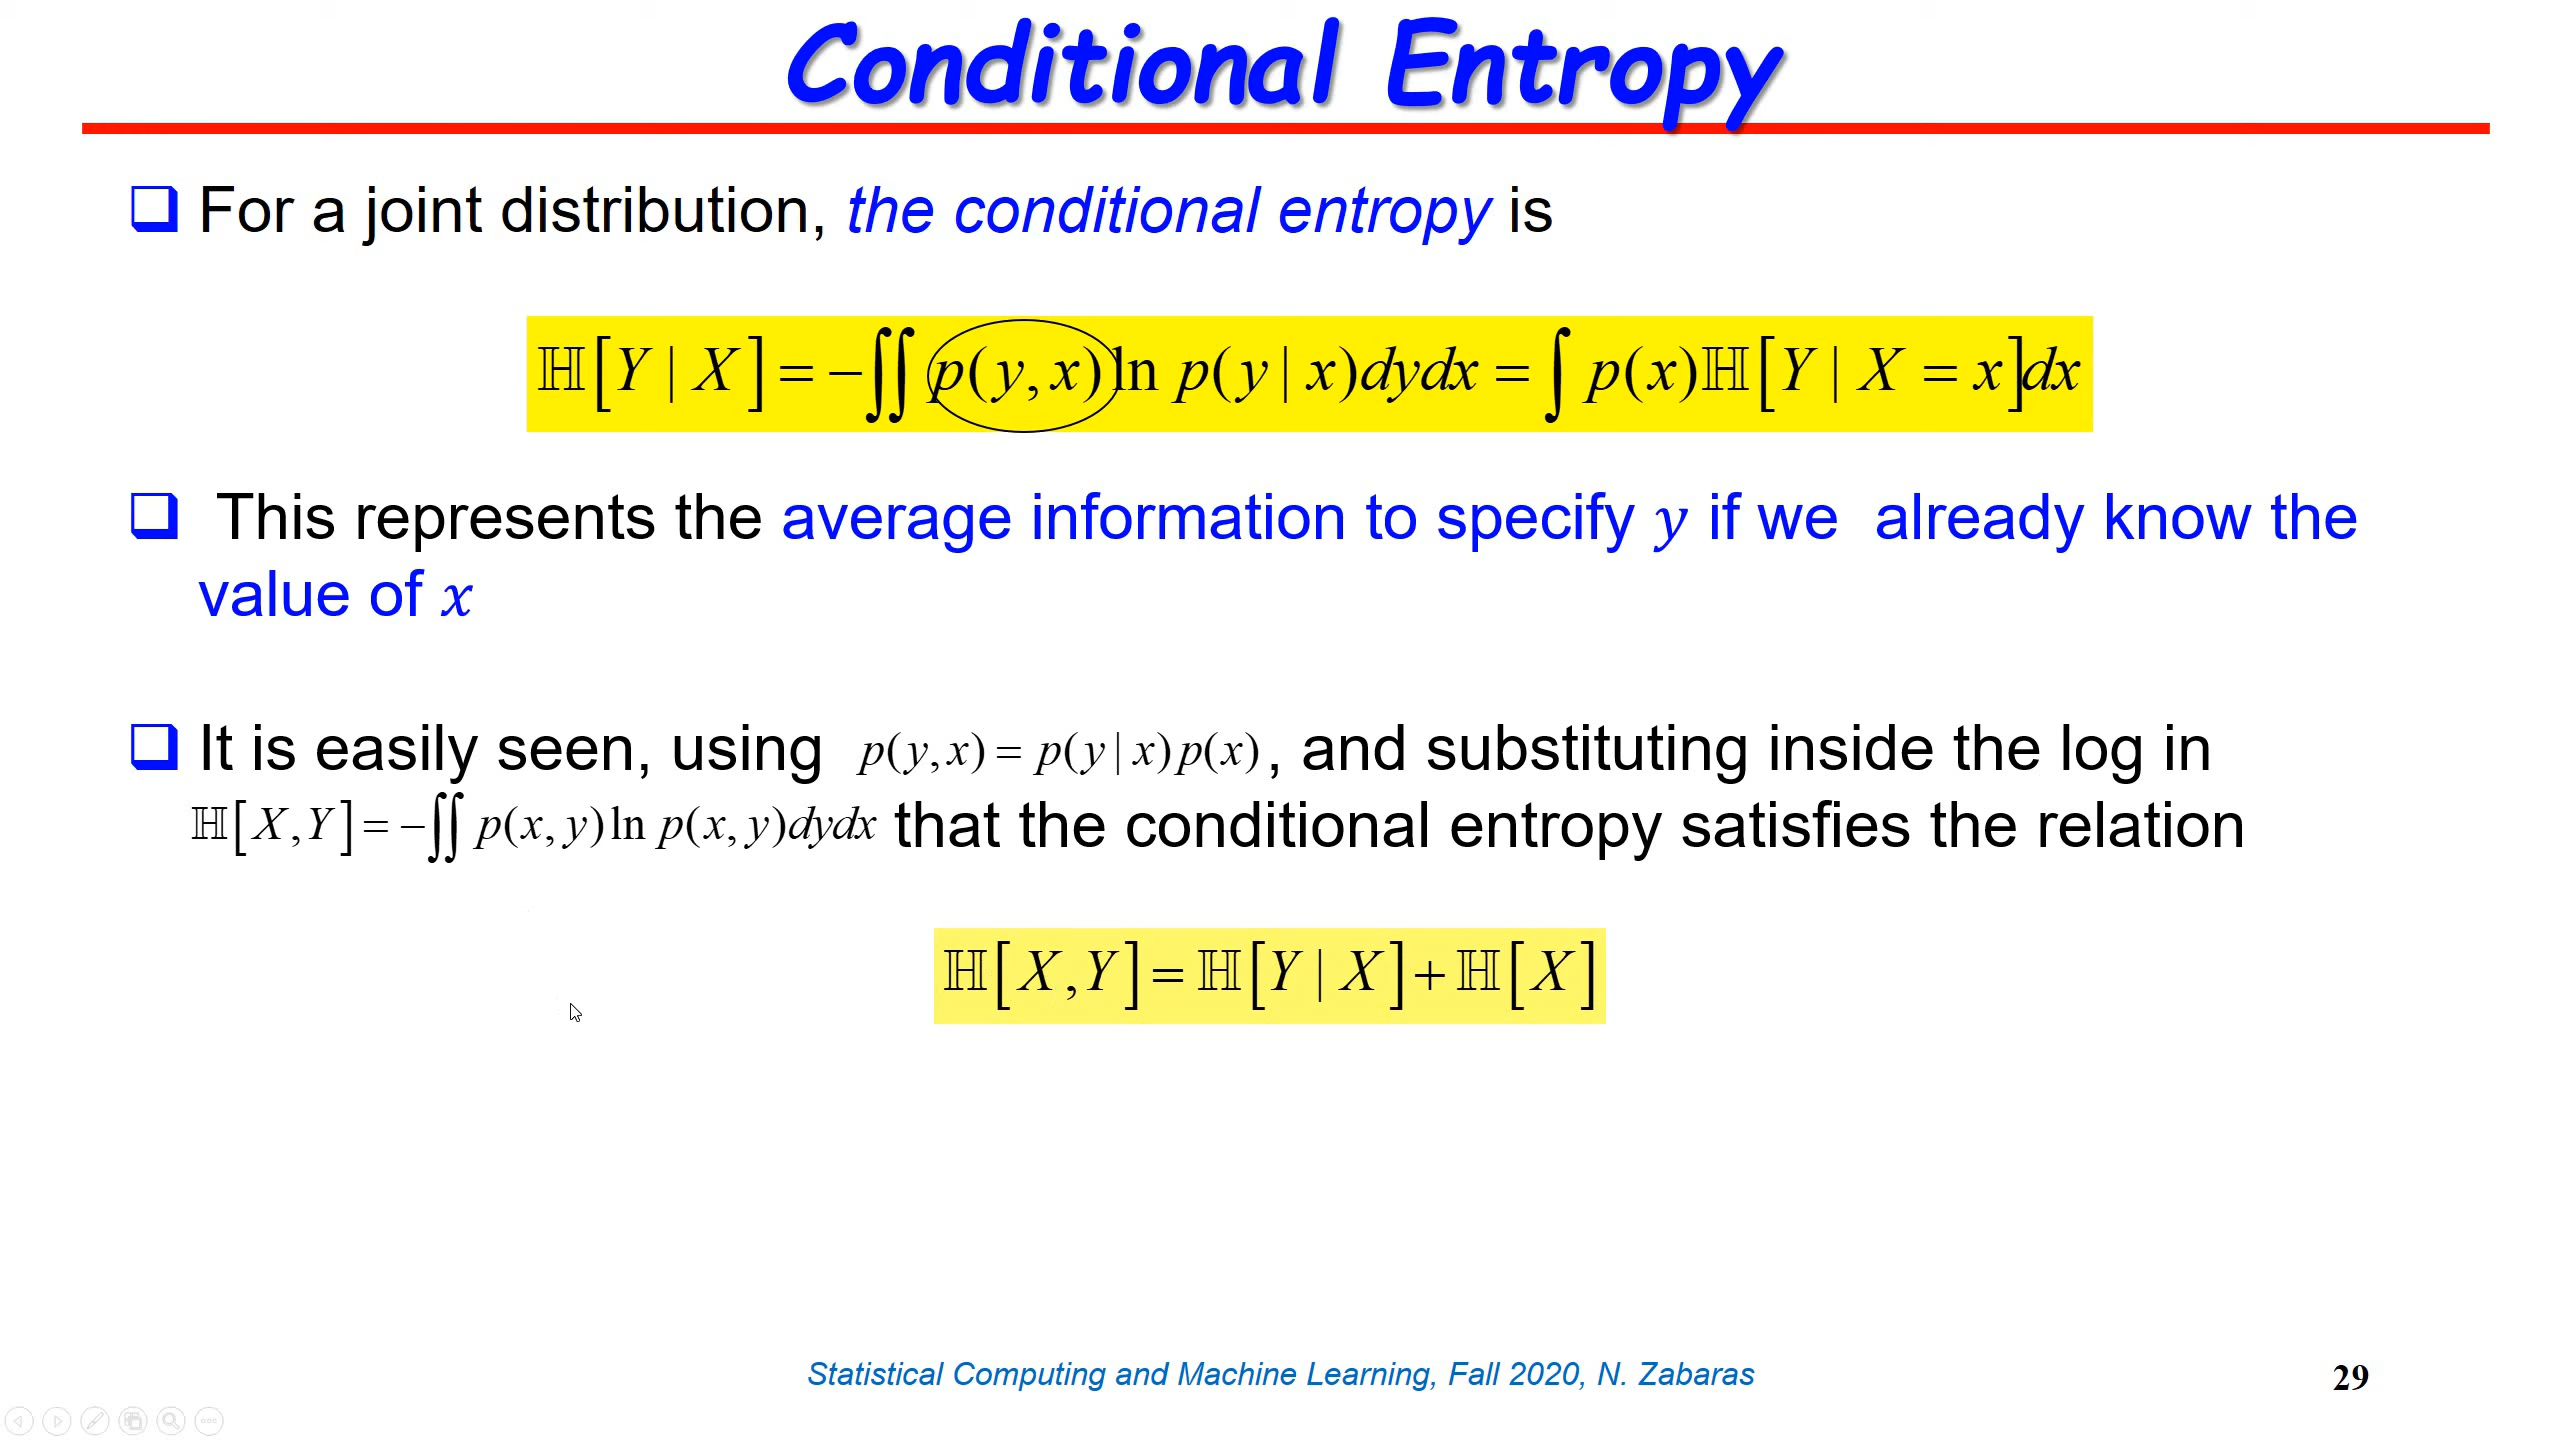 Conditional Entropy
For a joint distribution, the conditional entropy is
ℍ[Y | X] = −∬ p(y, x) ln p(y | x)dydx = ∫ p(x)ℍ[Y | X = x]dx
This represents the average information to specify y if we already know the
value of x
It is easily seen, using p(y,x) = p(y | x)p(x), and substituting inside the log in
ℍ[X,Y] = −∬ p(x, y) ln p(x, y)dydx that the conditional entropy satisfies the relation
ℍ[X,Y] = ℍ[Y | X] + ℍ[X]
Statistical Computing and Machine Learning, Fall 2020, N. Zabaras
29